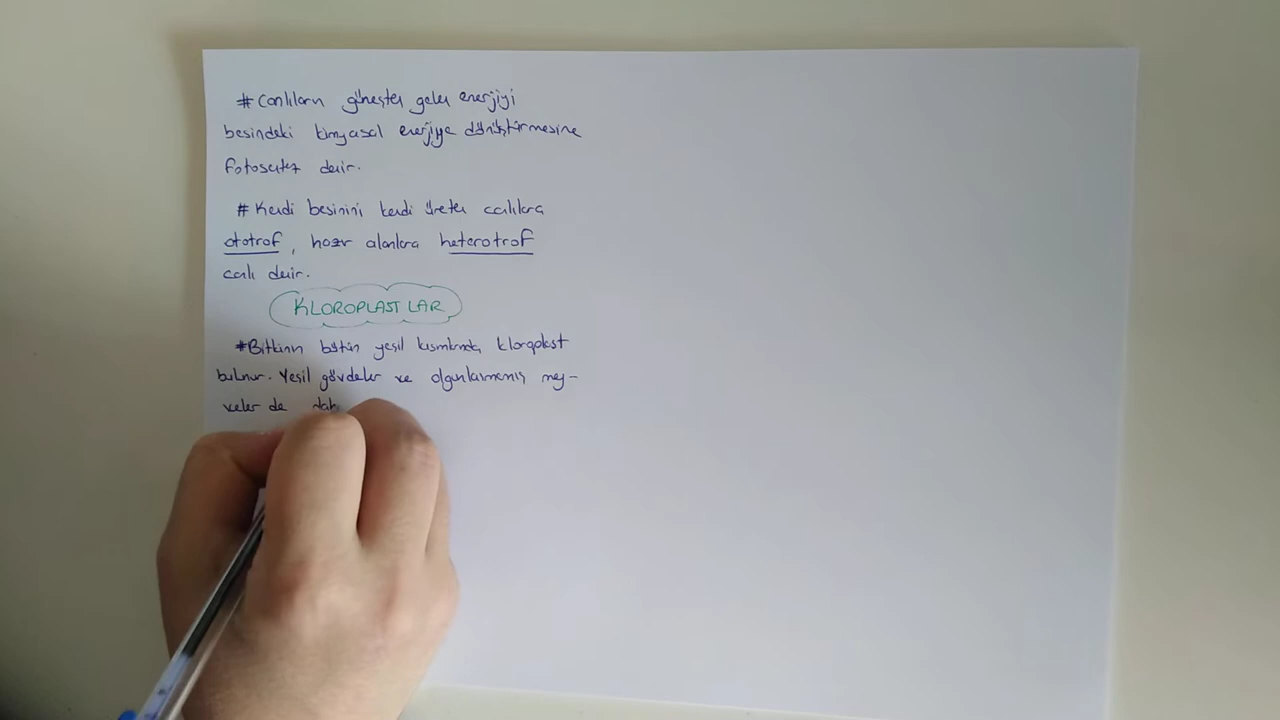 # Canlıların güneşten gelen enerjiyi
besindeki kimyasal enerjiye dönüştürmesine
fotosentez denir.
# Kendi besinini kendi üreten canlılara
ototrof, hazır alanlara heterotrof
canlı denir.
KLOROPLASTLAR
#Bitkinin bütün yeşil kısımlarında kloroplast
bulunur. Yeşil gövdeler ve olgunlaşmamış mey-
veler de dah